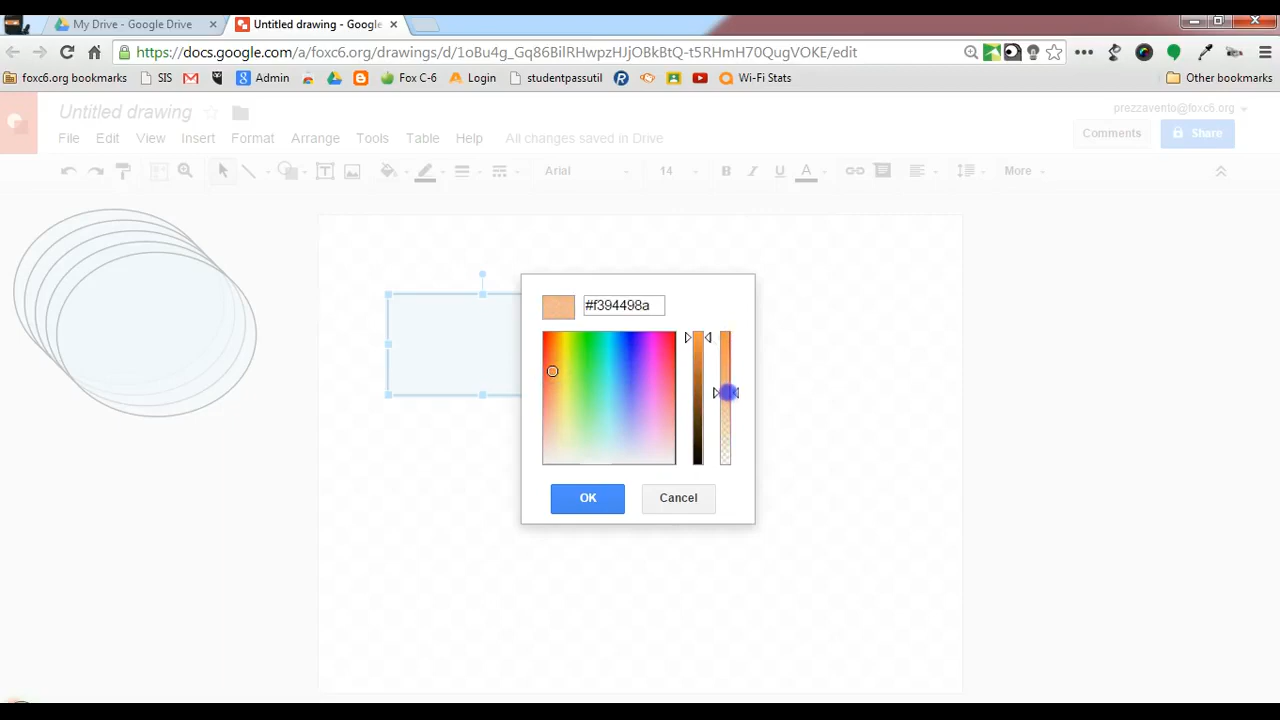 My Drive - Google Drive
Untitled drawing - Google
https://docs.google.com/a/foxc6.org/drawings/d/1oBu4g_Gq86BilRHwpzHJjOBkBtQ-t5RHmH70QugVOKE/edit
foxc6.org bookmarks SIS Admin Fox C-6 Login studentpassutil Wi-Fi Stats Other bookmarks
Untitled drawing
prezzavento@foxc6.org
File Edit View Insert Format Arrange Tools Table Help All changes saved in Drive
Comments Share
Arial 14 B I U A More
#f394498a
OK Cancel